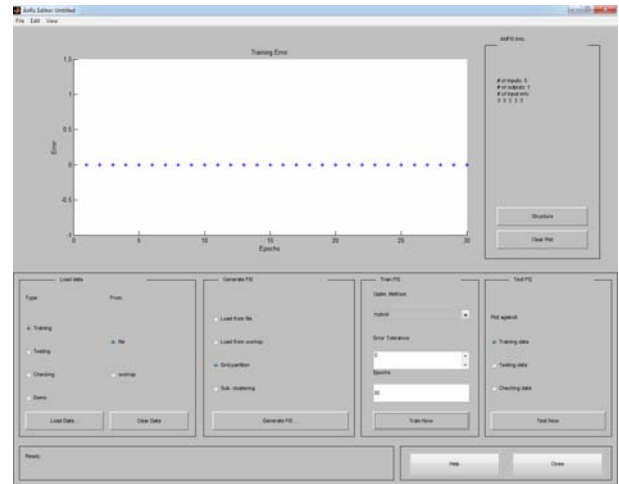 Anfis Editor: Untitled
File Edit View
Training Error
1.5
1
0.5
0
-0.5
-1
Error
0 5 10 15 20 25 30
Epochs
ANFIS Info.
# of inputs: 5
# of outputs: 1
# of input mfs:
3 3 3 3 3
Structure
Clear Plot
Load data
Type:
From:
Training
Testing
Checking
Demo
file
worksp.
Load Data...
Clear Data
Generate FIS
Load from file
Load from worksp.
Grid partition
Sub. clustering
Generate FIS ...
Train FIS
Optim. Method:
hybrid
Error Tolerance:
0
Epochs:
30
Train Now
Test FIS
Plot against:
Training data
Testing data
Checking data
Test Now
Ready
Help
Close